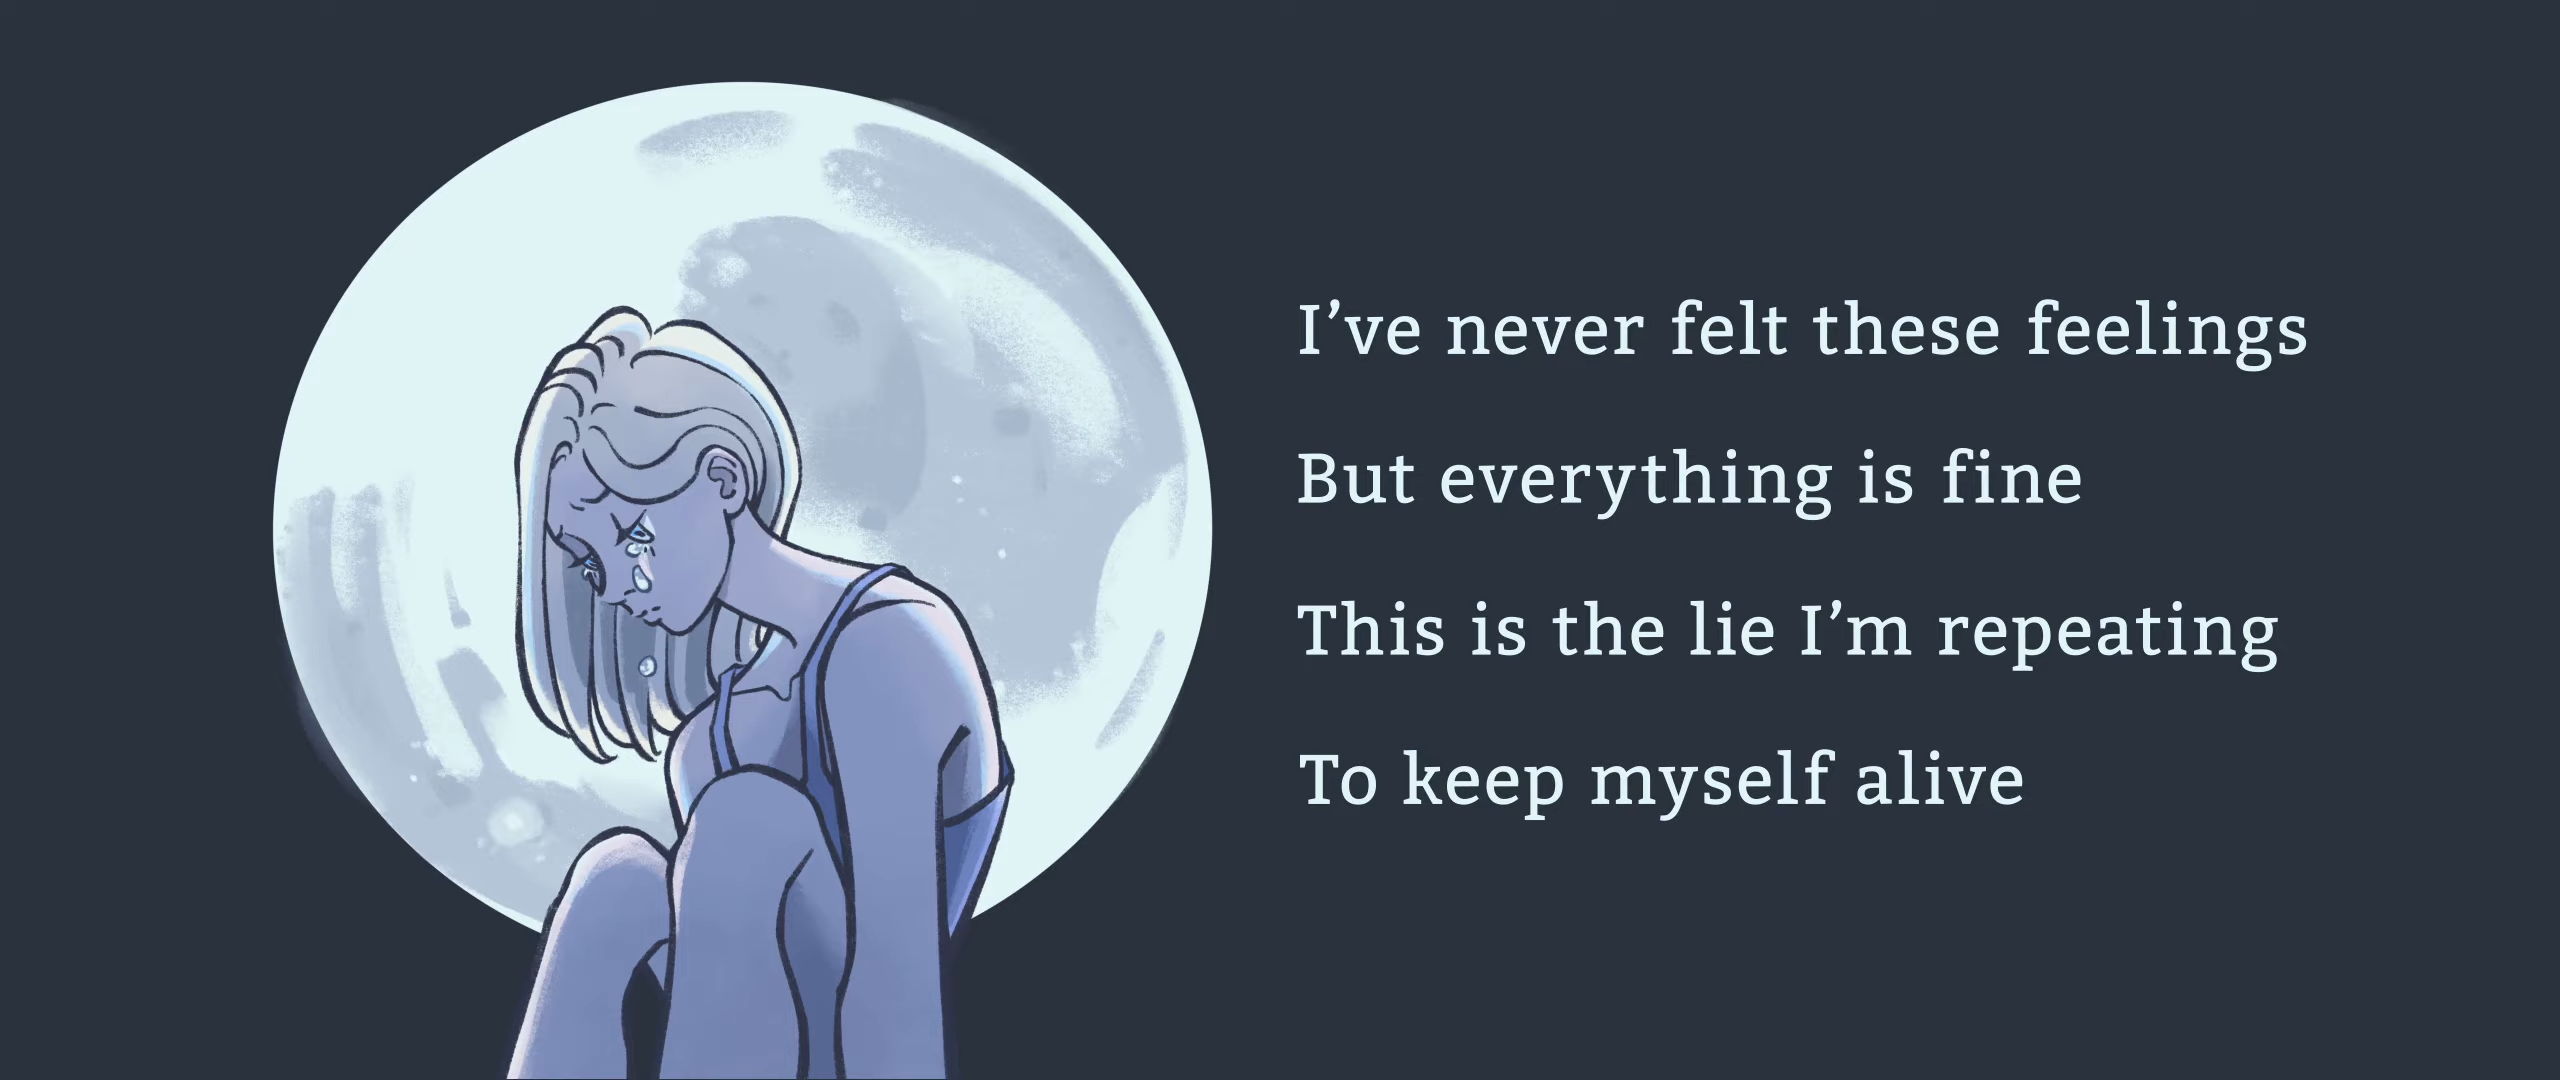 I’ve never felt these feelings
But everything is fine
This is the lie I’m repeating
To keep myself alive